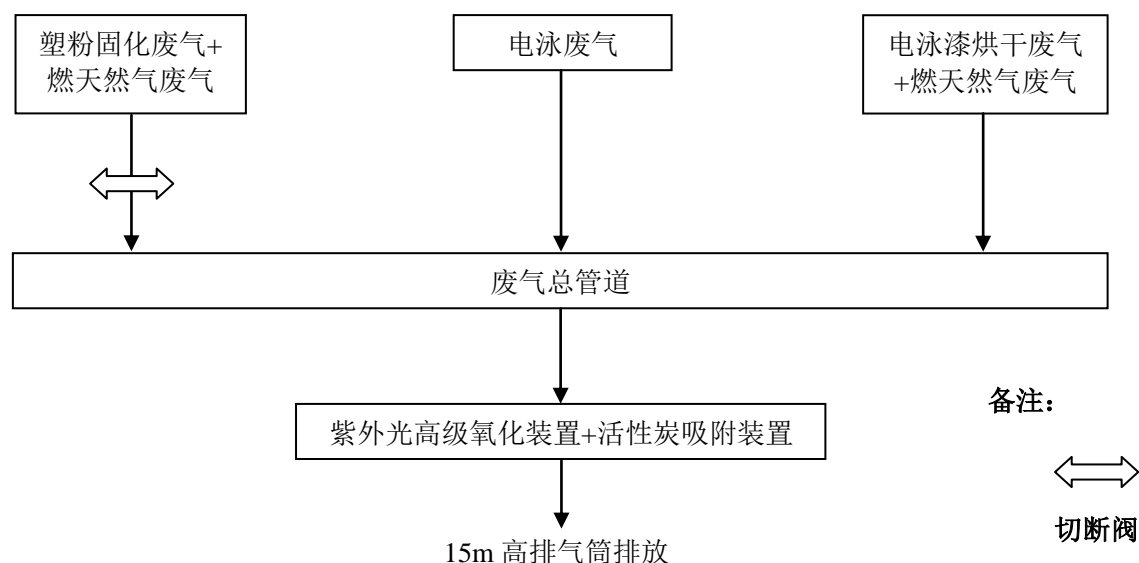 塑粉固化废气+
燃天然气废气
电泳废气
电泳漆烘干废气
+燃天然气废气
废气总管道
紫外光高级氧化装置+活性炭吸附装置
备注：
切断阀
15m 高排气筒排放